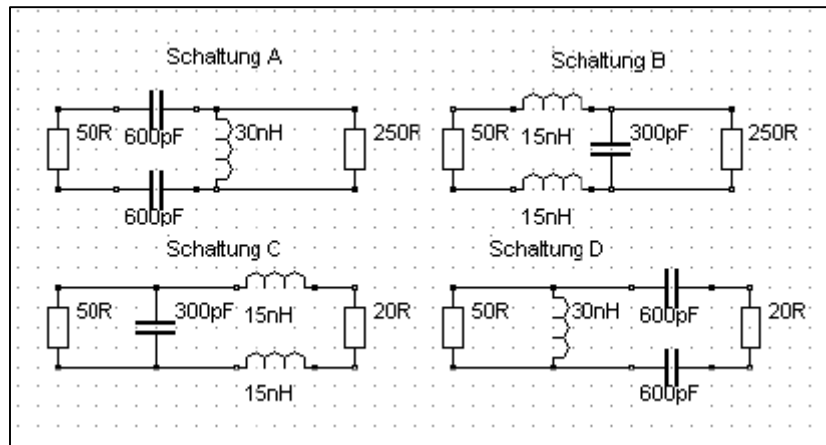 Schaltung A
50R
600pF
30nH
250R
600pF
Schaltung B
50R
15nH
300pF
250R
15nH
Schaltung C
50R
300pF
15nH
20R
15nH
Schaltung D
50R
30nH
600pF
20R
600pF